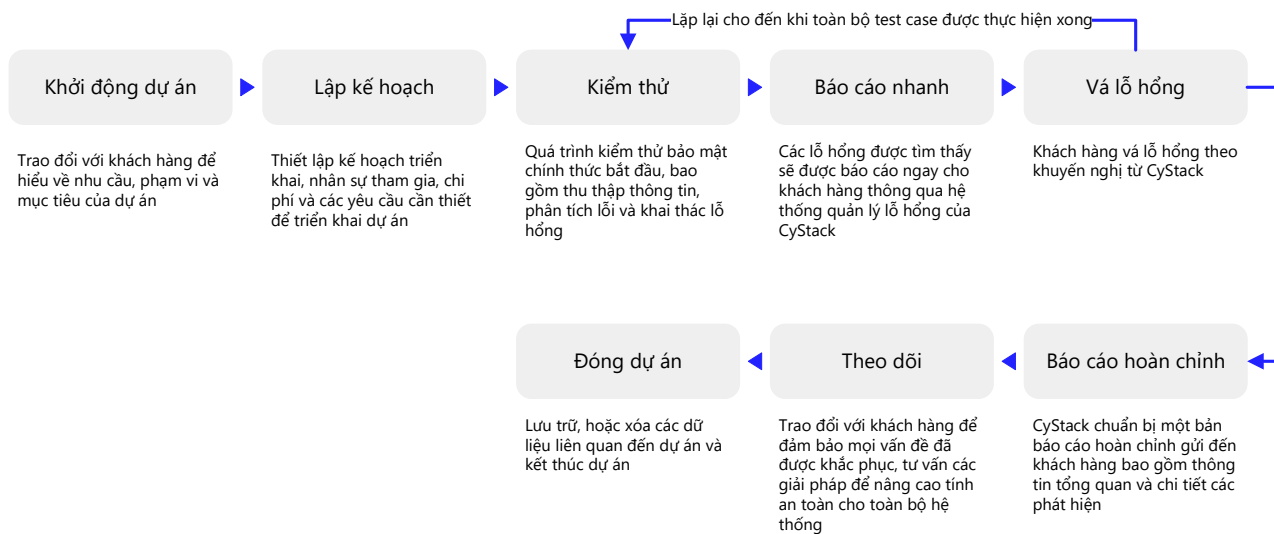 Lặp lại cho đến khi toàn bộ test case được thực hiện xong
Khởi động dự án
Lập kế hoạch
Kiểm thử
Báo cáo nhanh
Vá lỗ hổng
Trao đổi với khách hàng để
hiểu về nhu cầu, phạm vi và
mục tiêu của dự án
Thiết lập kế hoạch triển
khai, nhân sự tham gia, chi
phí và các yêu cầu cần thiết
để triển khai dự án
Quá trình kiểm thử bảo mật
chính thức bắt đầu, bao
gồm thu thập thông tin,
phân tích lỗi và khai thác lỗ
hổng
Các lỗ hổng được tìm thấy
sẽ được báo cáo ngay cho
khách hàng thông qua hệ
thống quản lý lỗ hổng của
CyStack
Khách hàng vá lỗ hổng theo
khuyến nghị từ CyStack
Đóng dự án
Theo dõi
Báo cáo hoàn chỉnh
Lưu trữ, hoặc xóa các dữ
liệu liên quan đến dự án và
kết thúc dự án
Trao đổi với khách hàng để
đảm bảo mọi vấn đề đã
được khắc phục, tư vấn các
giải pháp để nâng cao tính
an toàn cho toàn bộ hệ
thống
CyStack chuẩn bị một bản
báo cáo hoàn chỉnh gửi đến
khách hàng bao gồm thông
tin tổng quan và chi tiết các
phát hiện